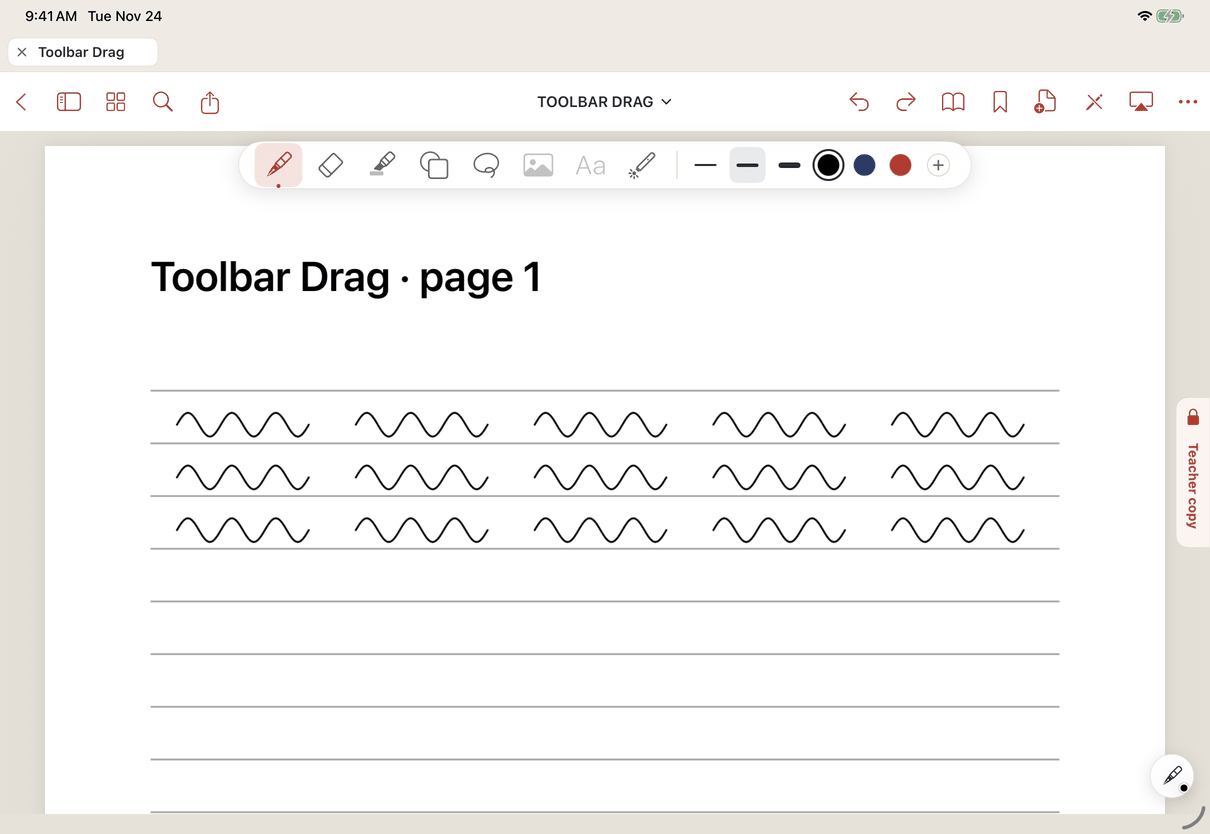 9:41 AM Tue Nov 24
Toolbar Drag
TOOLBAR DRAG
Aa
Toolbar Drag · page 1
Teacher copy